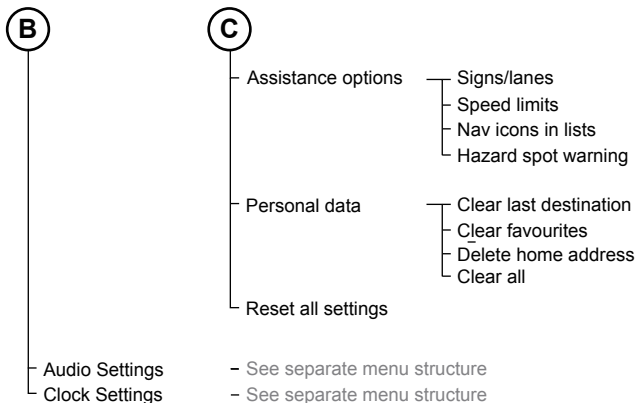 B
C
Assistance options
Signs/lanes
Speed limits
Nav icons in lists
Hazard spot warning
Personal data
Clear last destination
Clear favourites
Delete home address
Clear all
Reset all settings
Audio Settings – See separate menu structure
Clock Settings – See separate menu structure